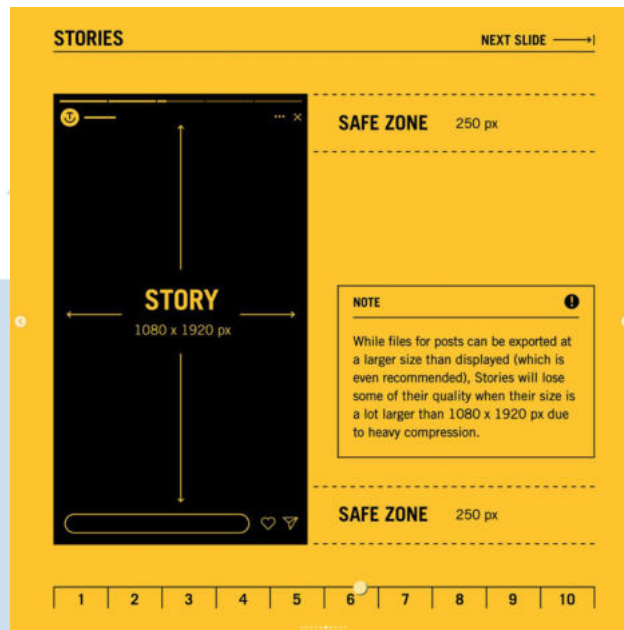 STORIES
NEXT SLIDE
SAFE ZONE 250 px
STORY
1080 x 1920 px
NOTE
While files for posts can be exported at
a larger size than displayed (which is
even recommended), Stories will lose
some of their quality when their size is
a lot larger than 1080 x 1920 px due
to heavy compression.
SAFE ZONE 250 px
1 2 3 4 5 6 7 8 9 10